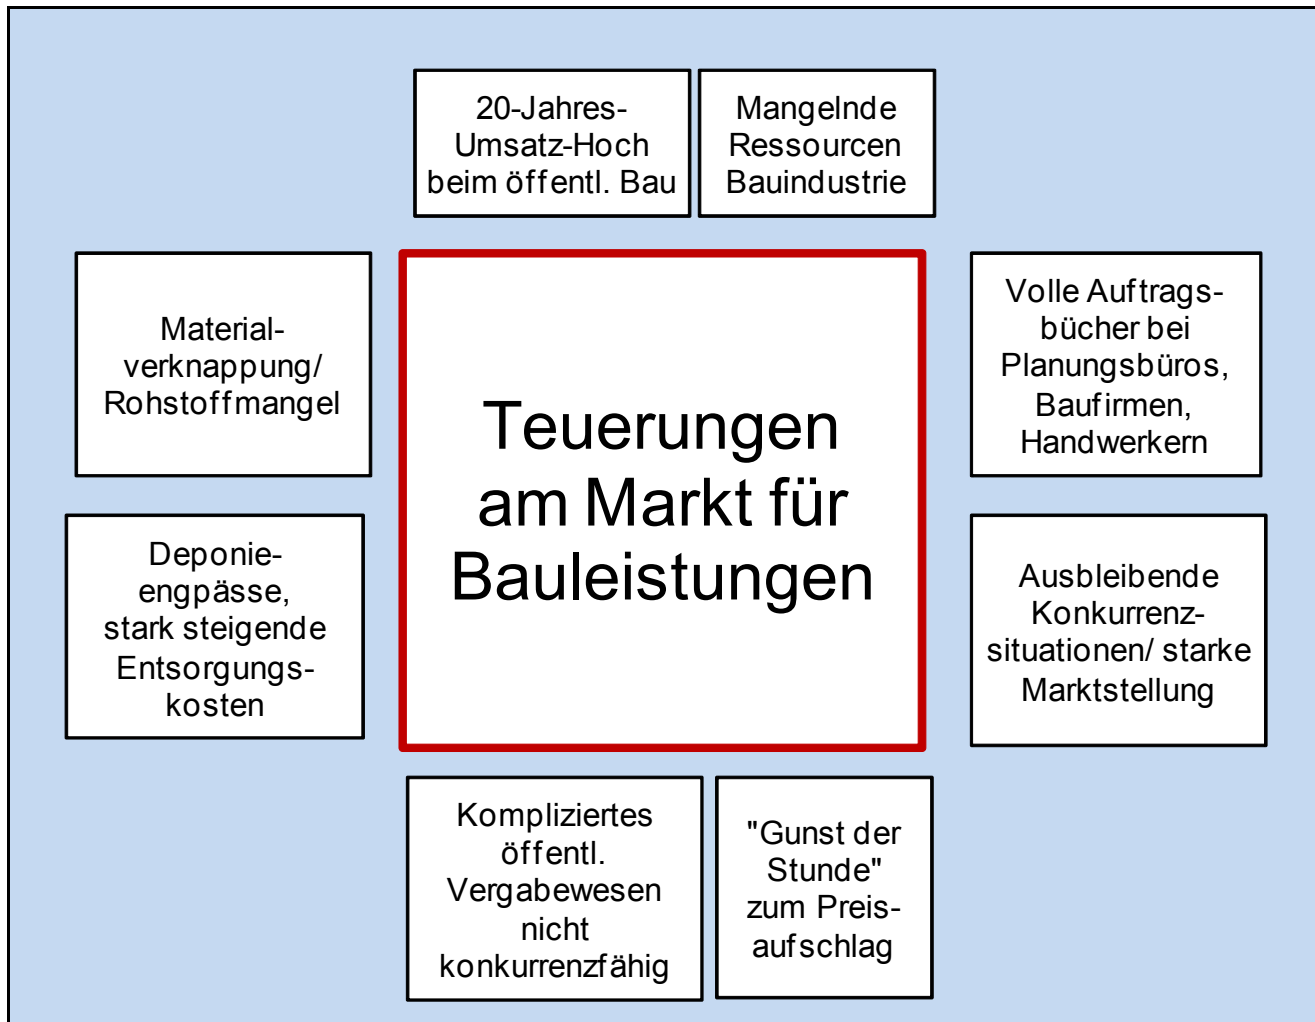 20-Jahres-
Umsatz-Hoch
beim öffentl. Bau
Mangelnde
Ressourcen
Bauindustrie
Material-
verknappung/
Rohstoffmangel
Teuerungen
am Markt für
Bauleistungen
Volle Auftrags-
bücher bei
Planungsbüros,
Baufirmen,
Handwerkern
Deponie-
engpässe,
stark steigende
Entsorgungs-
kosten
Ausbleibende
Konkurrenz-
situationen/ starke
Marktstellung
Kompliziertes
öffentl.
Vergabewesen
nicht
konkurrenzfähig
"Gunst der
Stunde"
zum Preis-
aufschlag